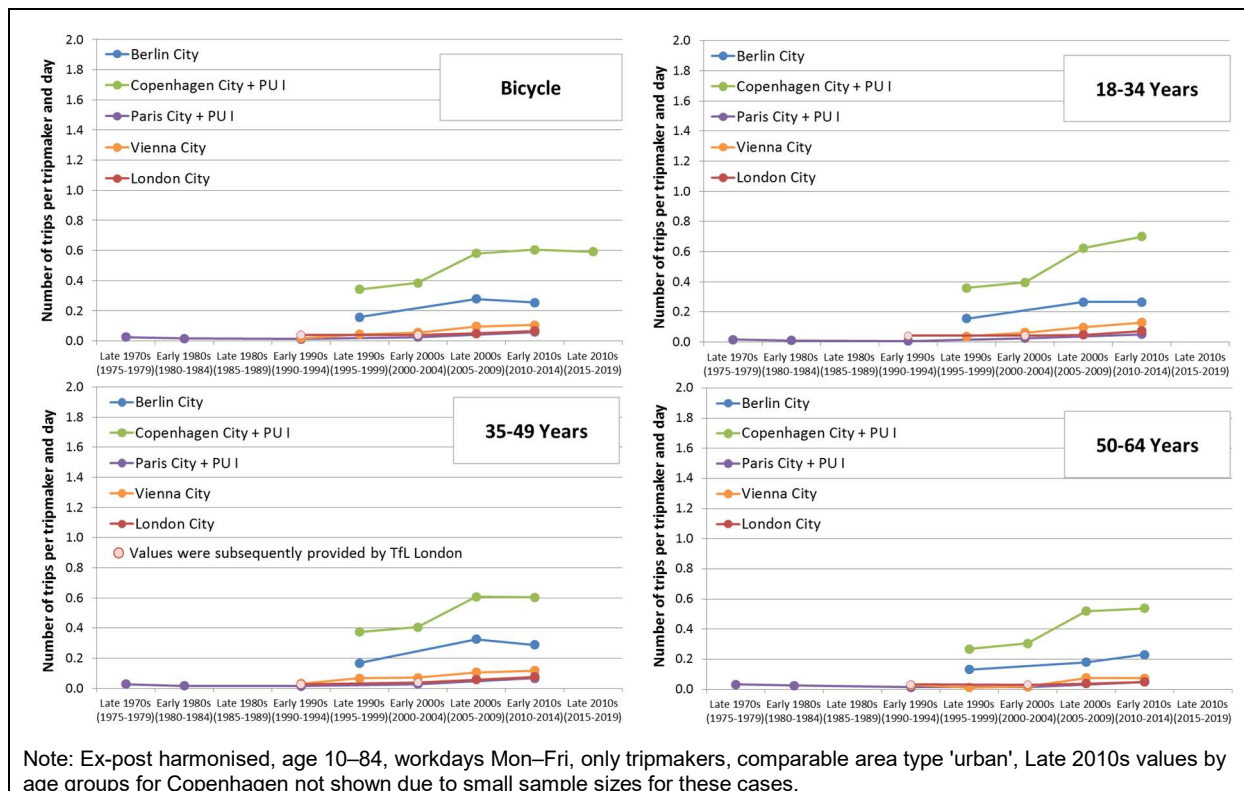 Number of trips per tripmaker and day
2.0
1.8
1.6
1.4
1.2
1.0
0.8
0.6
0.4
0.2
0.0
Berlin City
Copenhagen City + PU I
Paris City + PU I
Vienna City
London City
Bicycle
Late 1970s Early 1980s Late 1980s Early 1990s Late 1990s Early 2000s Late 2000s Early 2010s Late 2010s
(1975-1979)(1980-1984)(1985-1989)(1990-1994)(1995-1999)(2000-2004)(2005-2009)(2010-2014)(2015-2019)
Number of trips per tripmaker and day
2.0
1.8
1.6
1.4
1.2
1.0
0.8
0.6
0.4
0.2
0.0
Berlin City
Copenhagen City + PU I
Paris City + PU I
Vienna City
London City
18-34 Years
Late 1970s Early 1980s Late 1980s Early 1990s Late 1990s Early 2000s Late 2000s Early 2010s Late 2010s
(1975-1979)(1980-1984)(1985-1989)(1990-1994)(1995-1999)(2000-2004)(2005-2009)(2010-2014)(2015-2019)
Number of trips per tripmaker and day
2.0
1.8
1.6
1.4
1.2
1.0
0.8
0.6
0.4
0.2
0.0
Berlin City
Copenhagen City + PU I
Paris City + PU I
Vienna City
London City
Values were subsequently provided by TfL London
35-49 Years
Late 1970s Early 1980s Late 1980s Early 1990s Late 1990s Early 2000s Late 2000s Early 2010s Late 2010s
(1975-1979)(1980-1984)(1985-1989)(1990-1994)(1995-1999)(2000-2004)(2005-2009)(2010-2014)(2015-2019)
Number of trips per tripmaker and day
2.0
1.8
1.6
1.4
1.2
1.0
0.8
0.6
0.4
0.2
0.0
Berlin City
Copenhagen City + PU I
Paris City + PU I
Vienna City
London City
50-64 Years
Late 1970s Early 1980s Late 1980s Early 1990s Late 1990s Early 2000s Late 2000s Early 2010s Late 2010s
(1975-1979)(1980-1984)(1985-1989)(1990-1994)(1995-1999)(2000-2004)(2005-2009)(2010-2014)(2015-2019)
Note: Ex-post harmonised, age 10–84, workdays Mon–Fri, only tripmakers, comparable area type 'urban', Late 2010s values by
age groups for Copenhagen not shown due to small sample sizes for these cases.